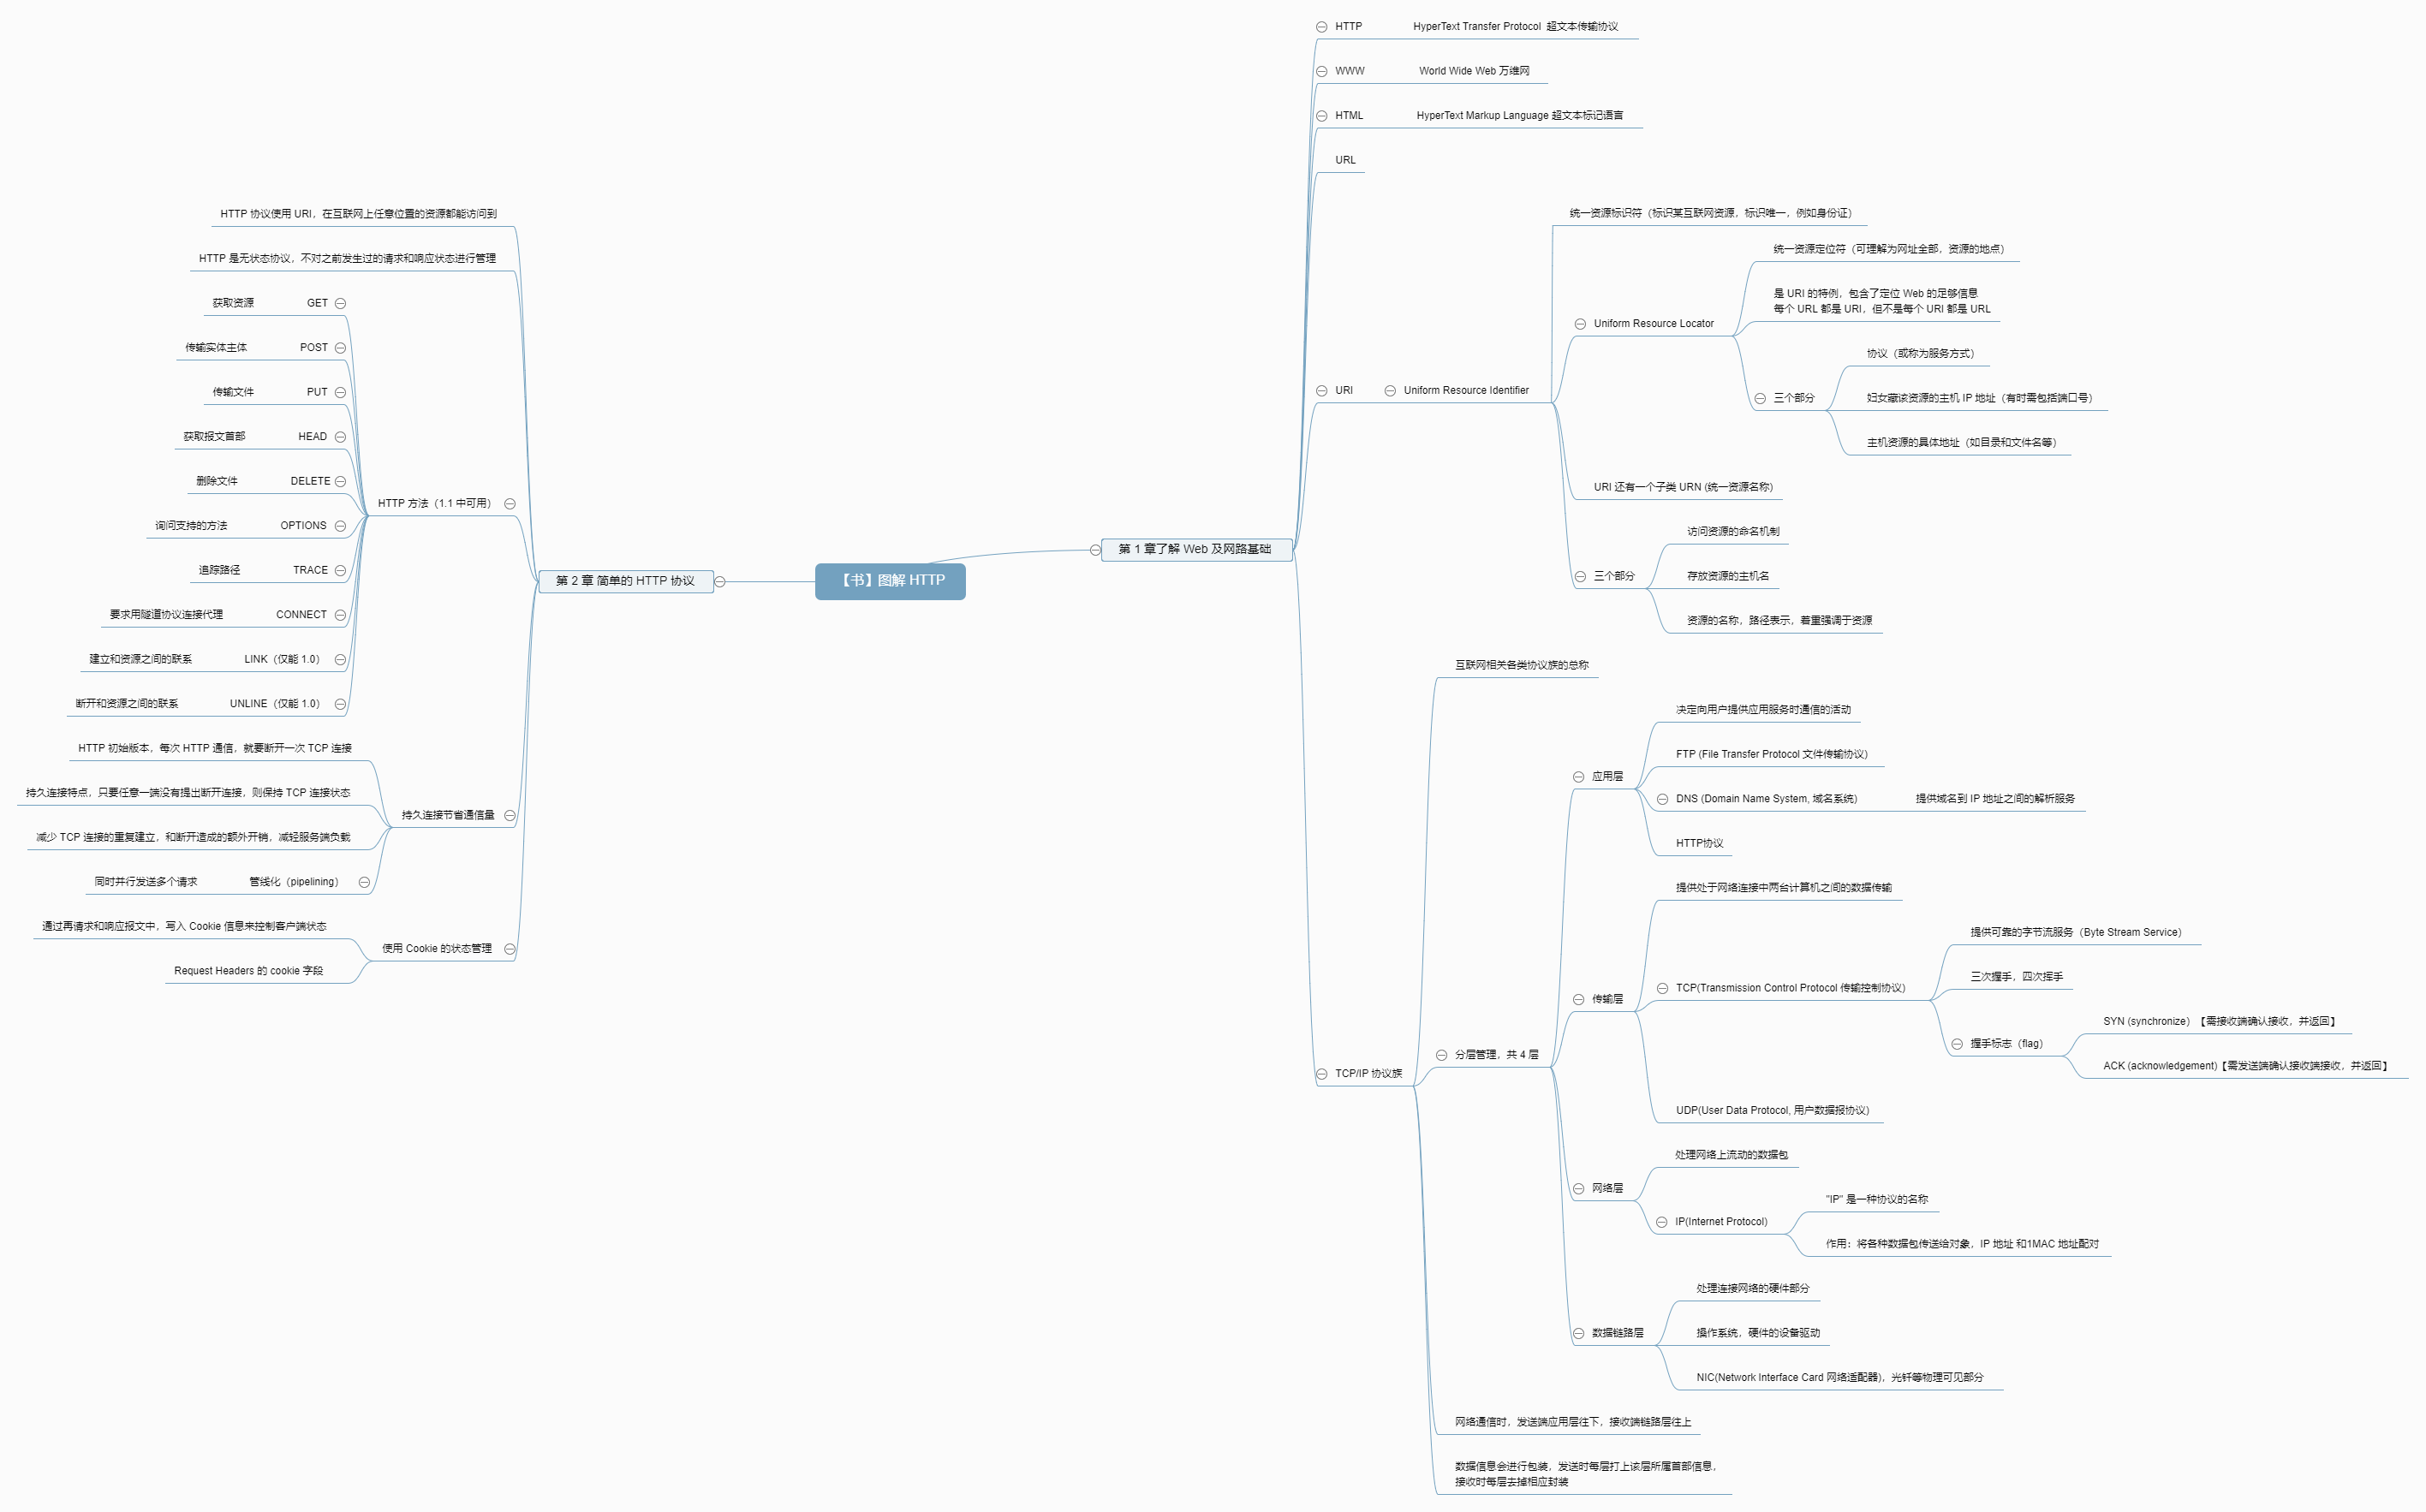 【书】图解 HTTP
第 1 章了解 Web 及网路基础
HTTP
HyperText Transfer Protocol 超文本传输协议
WWW
World Wide Web 万维网
HTML
HyperText Markup Language 超文本标记语言
URL
URI
Uniform Resource Identifier
统一资源标识符（标识某互联网资源，标识唯一，例如身份证）
Uniform Resource Locator
统一资源定位符（可理解为网址全部，资源的地点）
是 URI 的特例，包含了定位 Web 的足够信息
每个 URL 都是 URI，但不是每个 URI 都是 URL
三个部分
协议（或称为服务方式）
妇女藏该资源的主机 IP 地址（有时需包括端口号）
主机资源的具体地址（如目录和文件名等）
URI 还有一个子类 URN (统一资源名称)
三个部分
访问资源的命名机制
存放资源的主机名
资源的名称，路径表示，着重强调于资源
TCP/IP 协议族
互联网相关各类协议族的总称
分层管理，共 4 层
应用层
决定向用户提供应用服务时通信的活动
FTP (File Transfer Protocol 文件传输协议)
DNS (Domain Name System, 域名系统)
提供域名到 IP 地址之间的解析服务
HTTP协议
传输层
提供处于网络连接中两台计算机之间的数据传输
TCP(Transmission Control Protocol 传输控制协议)
提供可靠的字节流服务（Byte Stream Service）
三次握手，四次挥手
握手标志（flag）
SYN (synchronize) 【需接收端确认接收，并返回】
ACK (acknowledgement)【需发送端确认接收端接收，并返回】
UDP(User Data Protocol, 用户数据报协议)
网络层
处理网络上流动的数据包
IP(Internet Protocol)
"IP" 是一种协议的名称
作用：将各种数据包传送给对象，IP 地址 和1MAC 地址配对
数据链路层
处理连接网络的硬件部分
操作系统，硬件的设备驱动
NIC(Network Interface Card 网络适配器)，光钎等物理可见部分
网络通信时，发送端应用层往下，接收端链路层往上
数据信息会进行包装，发送时每层打上该层所属首部信息，
接收时每层去掉相应封装
第 2 章 简单的 HTTP 协议
HTTP 协议使用 URI，在互联网上任意位置的资源都能访问到
HTTP 是无状态协议，不对之前发生过的请求和响应状态进行管理
HTTP 方法（1.1 中可用）
GET
获取资源
POST
传输实体主体
PUT
传输文件
HEAD
获取报文首部
DELETE
删除文件
OPTIONS
询问支持的方法
TRACE
追踪路径
CONNECT
要求用隧道协议连接代理
LINK（仅能 1.0）
建立和资源之间的联系
UNLINE（仅能 1.0）
断开和资源之间的联系
持久连接节省通信量
HTTP 初始版本，每次 HTTP 通信，就要断开一次 TCP 连接
持久连接特点，只要任意一端没有提出断开连接，则保持 TCP 连接状态
减少 TCP 连接的重复建立，和断开造成的额外开销，减轻服务端负载
管线化（pipelining）
同时并行发送多个请求
使用 Cookie 的状态管理
通过再请求和响应报文中，写入 Cookie 信息来控制客户端状态
Request Headers 的 cookie 字段